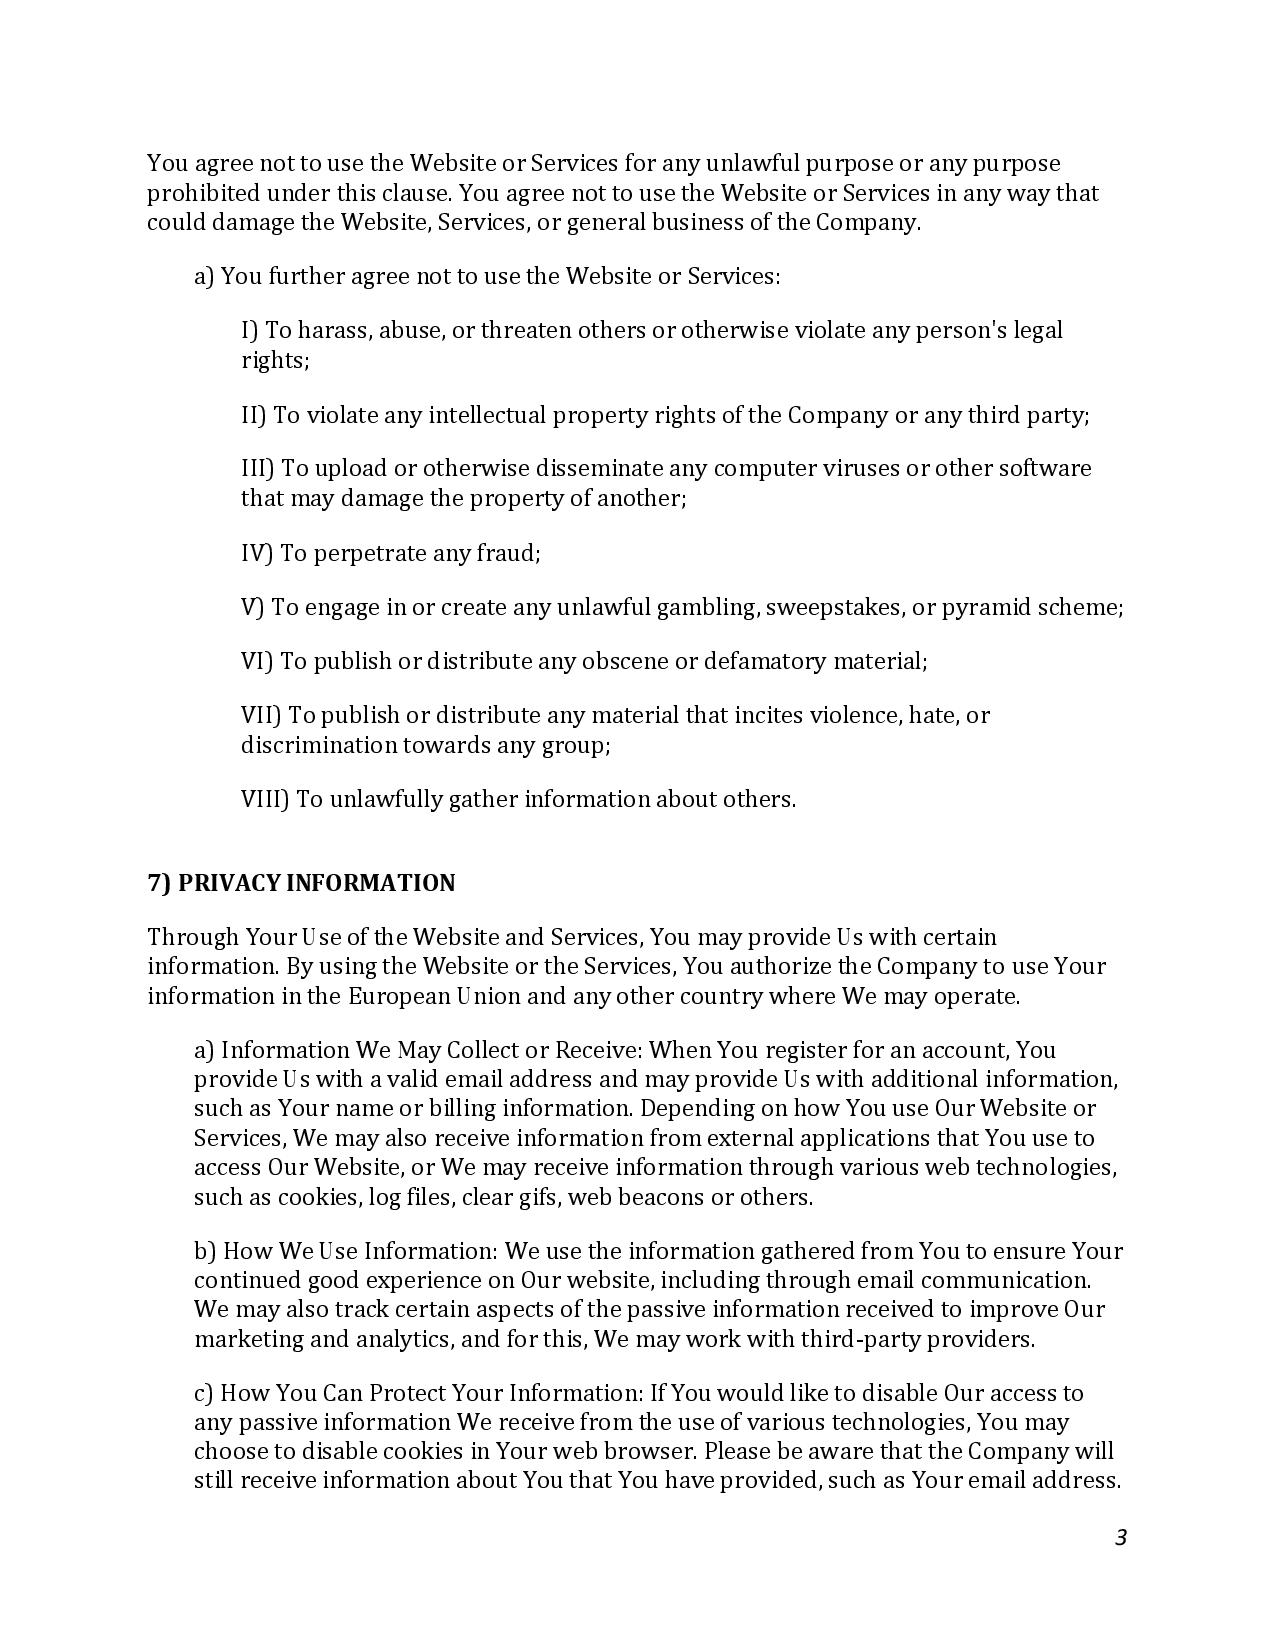 You agree not to use the Website or Services for any unlawful purpose or any purpose
prohibited under this clause. You agree not to use the Website or Services in any way that
could damage the Website, Services, or general business of the Company.
a) You further agree not to use the Website or Services:
I) To harass, abuse, or threaten others or otherwise violate any person's legal
rights;
II) To violate any intellectual property rights of the Company or any third party;
III) To upload or otherwise disseminate any computer viruses or other software
that may damage the property of another;
IV) To perpetrate any fraud;
V) To engage in or create any unlawful gambling, sweepstakes, or pyramid scheme;
VI) To publish or distribute any obscene or defamatory material;
VII) To publish or distribute any material that incites violence, hate, or
discrimination towards any group;
VIII) To unlawfully gather information about others.
7) PRIVACY INFORMATION
Through Your Use of the Website and Services, You may provide Us with certain
information. By using the Website or the Services, You authorize the Company to use Your
information in the European Union and any other country where We may operate.
a) Information We May Collect or Receive: When You register for an account, You
provide Us with a valid email address and may provide Us with additional information,
such as Your name or billing information. Depending on how You use Our Website or
Services, We may also receive information from external applications that You use to
access Our Website, or We may receive information through various web technologies,
such as cookies, log files, clear gifs, web beacons or others.
b) How We Use Information: We use the information gathered from You to ensure Your
continued good experience on Our website, including through email communication.
We may also track certain aspects of the passive information received to improve Our
marketing and analytics, and for this, We may work with third-party providers.
c) How You Can Protect Your Information: If You would like to disable Our access to
any passive information We receive from the use of various technologies, You may
choose to disable cookies in Your web browser. Please be aware that the Company will
still receive information about You that You have provided, such as Your email address.
3